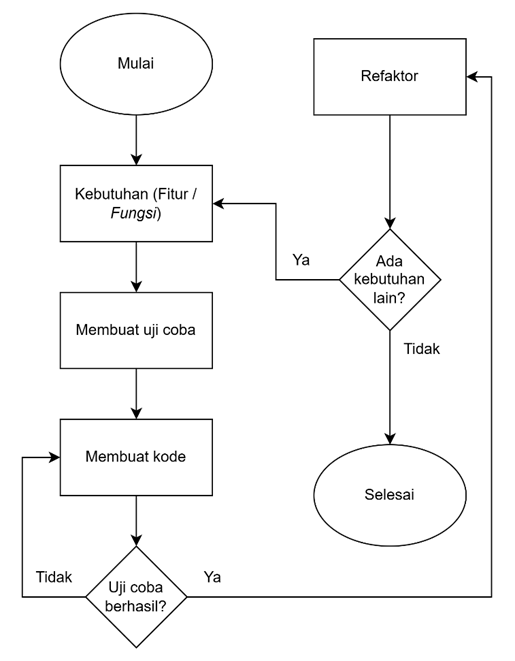 Mulai
Kebutuhan (Fitur /
Fungsi)
Membuat uji coba
Membuat kode
Uji coba
berhasil?
Tidak
Ya
Refaktor
Ada
kebutuhan
lain?
Ya
Tidak
Selesai